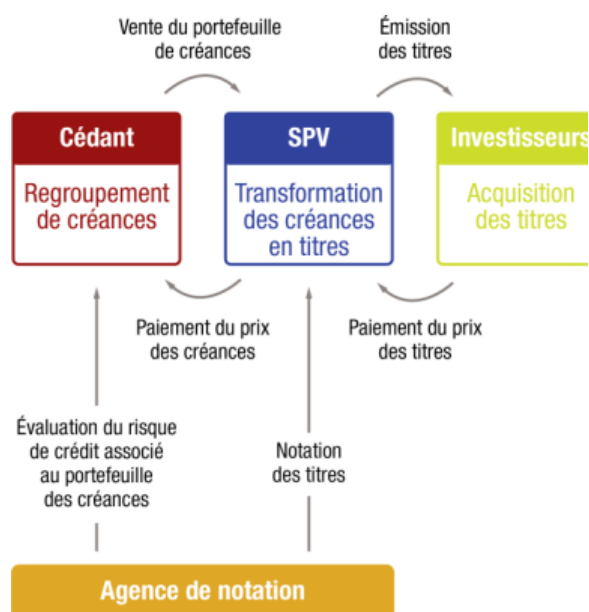 Vente du portefeuille
de créances
Émission
des titres
Cédant
Regroupement
de créances
SPV
Transformation
des créances
en titres
Investisseurs
Acquisition
des titres
Paiement du prix
des créances
Paiement du prix
des titres
Évaluation du risque
de crédit associé
au portefeuille
des créances
Notation
des titres
Agence de notation